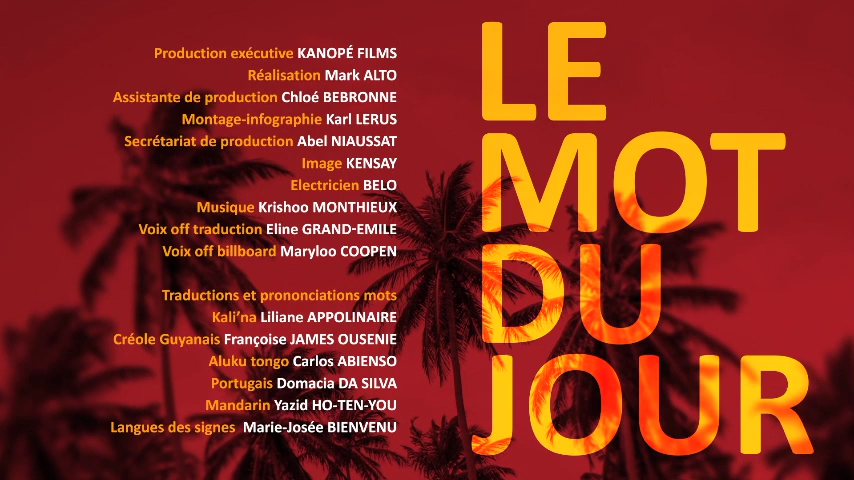 Production exécutive KANOPÉ FILMS
Réalisation Mark ALTO
Assistante de production Chloé BEBRONNE
Montage-infographie Karl LERUS
Secrétariat de production Abel NIAUSSAT
Image KENSAY
Electricien BELO
Musique Krishoo MONTHIEUX
Voix off traduction Eline GRAND-EMILE
Voix off billboard Maryloo COOPEN
Traductions et prononciations mots
Kali'na Liliane APPOLINAIRE
Créole Guyanais Françoise JAMES OUSENIE
Aluku tongo Carlos ABIENSO
Portugais Domacia DA SILVA
Mandarin Yazid HO-TEN-YOU
Langues des signes Marie-Josée BIENVENU
LE
MOT
DU
JOUR